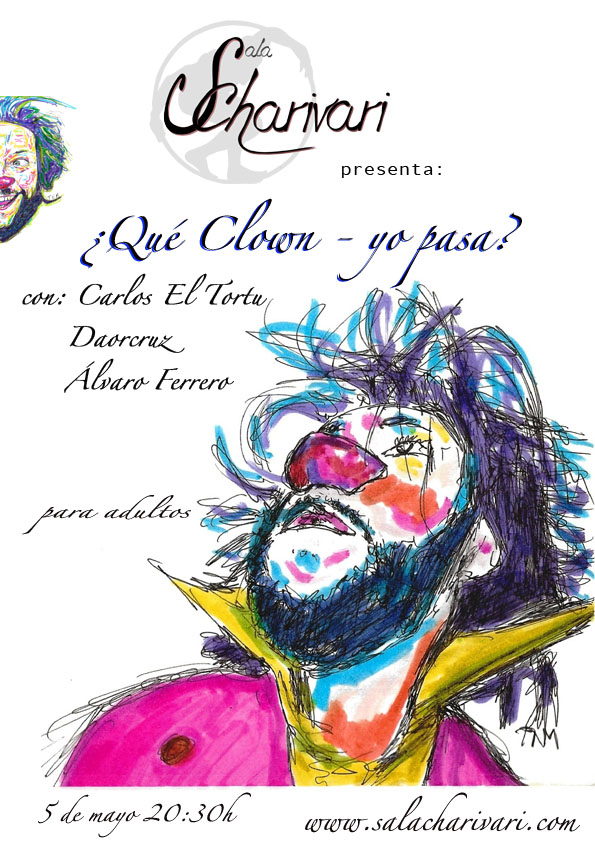 Sala
Charivari
presenta:
¿Qué Clown - yo pasa?
con: Carlos El Tortu
Daorcruz
Álvaro Ferrero
para adultos
TNM
5 de mayo 20:30h
www.salacharivari.com